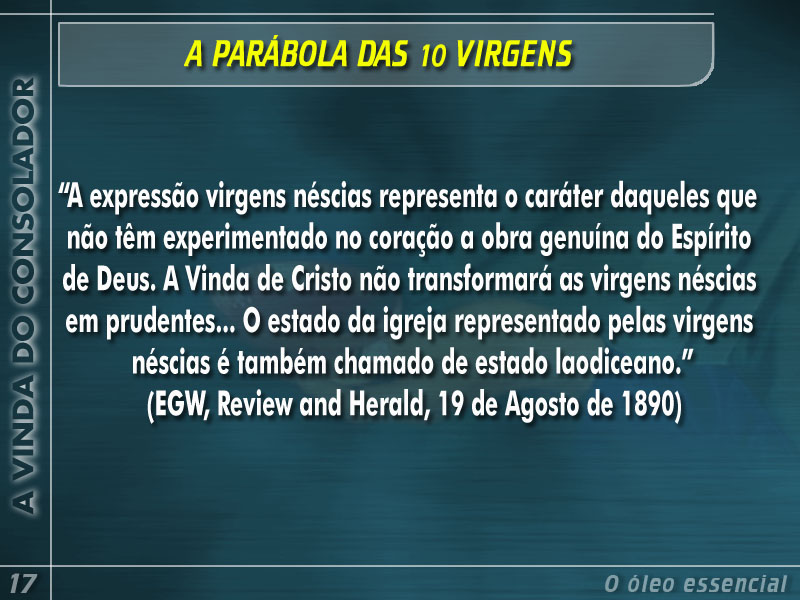 A PARÁBOLA DAS 10 VIRGENS
A VINDA DO CONSOLADOR
“A expressão virgens néscias representa o caráter daqueles que
não têm experimentado no coração a obra genuína do Espírito
de Deus. A Vinda de Cristo não transformará as virgens néscias
em prudentes... O estado da igreja representado pelas virgens
néscias é também chamado de estado laodiceano.”
(EGW, Review and Herald, 19 de Agosto de 1890)
17
O óleo essencial